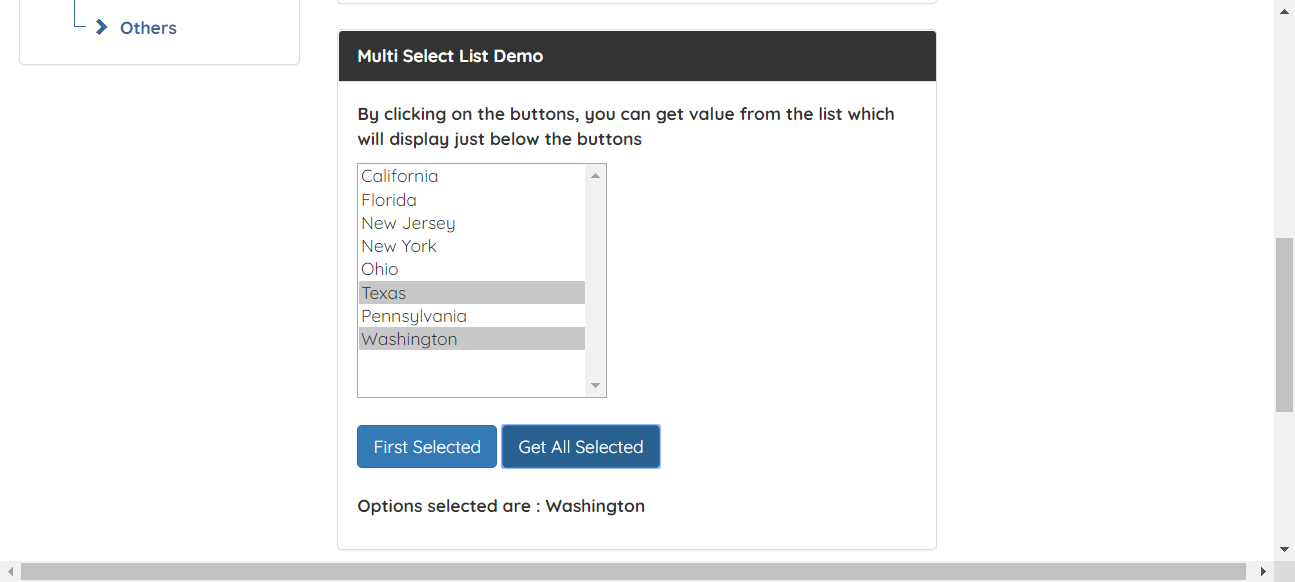 Others
Multi Select List Demo
By clicking on the buttons, you can get value from the list which
will display just below the buttons
California
Florida
New Jersey
New York
Ohio
Texas
Pennsylvania
Washington
First Selected Get All Selected
Options selected are : Washington